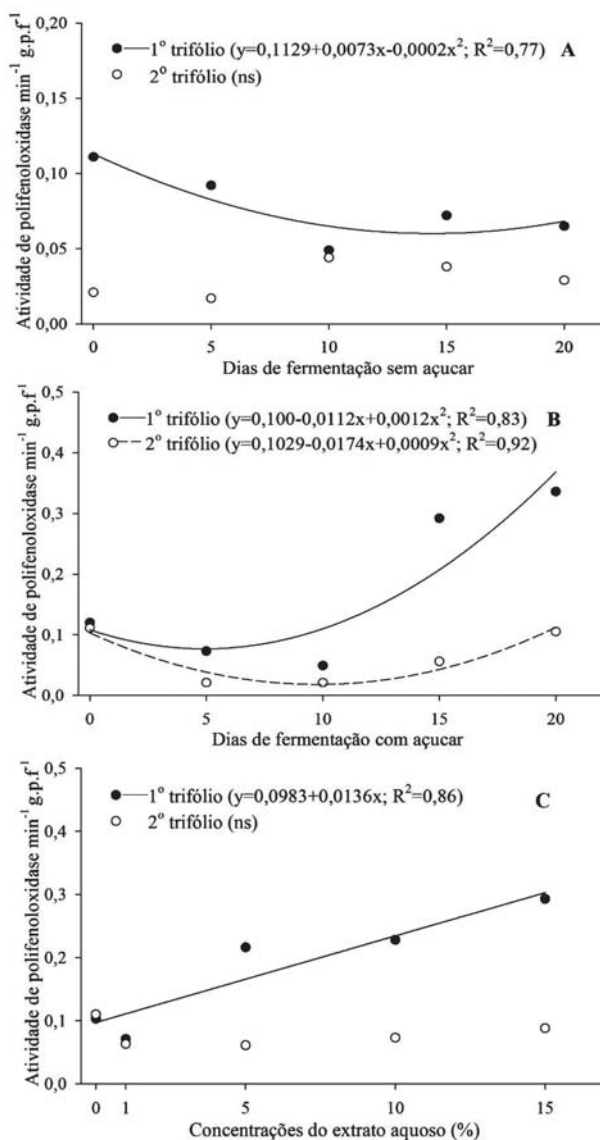 Atividade de polifenoloxidase min⁻¹ g.p.f⁻¹
1º trifólio (y=0,1129+0,0073x-0,0002x²; R²=0,77) A
2º trifólio (ns)
0,20
0,15
0,10
0,05
0,00
0 5 10 15 20
Dias de fermentação sem açucar
Atividade de polifenoloxidase min⁻¹ g.p.f⁻¹
1º trifólio (y=0,100-0,0112x+0,0012x²; R²=0,83) B
2º trifólio (y=0,1029-0,0174x+0,0009x²; R²=0,92)
0,5
0,4
0,3
0,2
0,1
0,0
0 5 10 15 20
Dias de fermentação com açucar
Atividade de polifenoloxidase min⁻¹ g.p.f⁻¹
1º trifólio (y=0,0983+0,0136x; R²=0,86) C
2º trifólio (ns)
0,5
0,4
0,3
0,2
0,1
0,0
0 1 5 10 15
Concentrações do extrato aquoso (%)